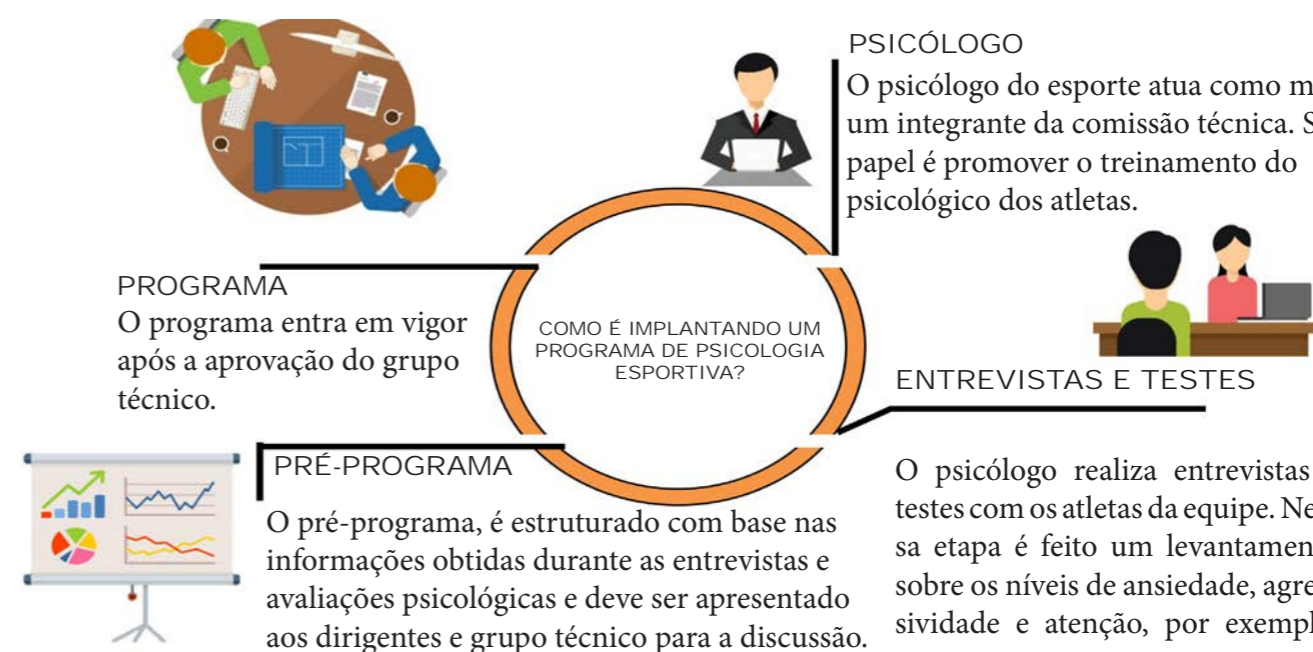 PSICÓLOGO
O psicólogo do esporte atua como
um integrante da comissão técnica.
papel é promover o treinamento do
psicológico dos atletas.
ENTREVISTAS E TESTES
O psicólogo realiza entrevistas
testes com os atletas da equipe.
sa etapa é feito um levantamen
sobre os níveis de ansiedade, agre
sividade e atenção, por exempl
PRÉ-PROGRAMA
O pré-programa, é estruturado com base nas
informações obtidas durante as entrevistas e
avaliações psicológicas e deve ser apresentado
aos dirigentes e grupo técnico para a discussão.
PROGRAMA
O programa entra em vigor
após a aprovação do grupo
técnico.
COMO É IMPLANTANDO UM
PROGRAMA DE PSICOLOGIA
ESPORTIVA?